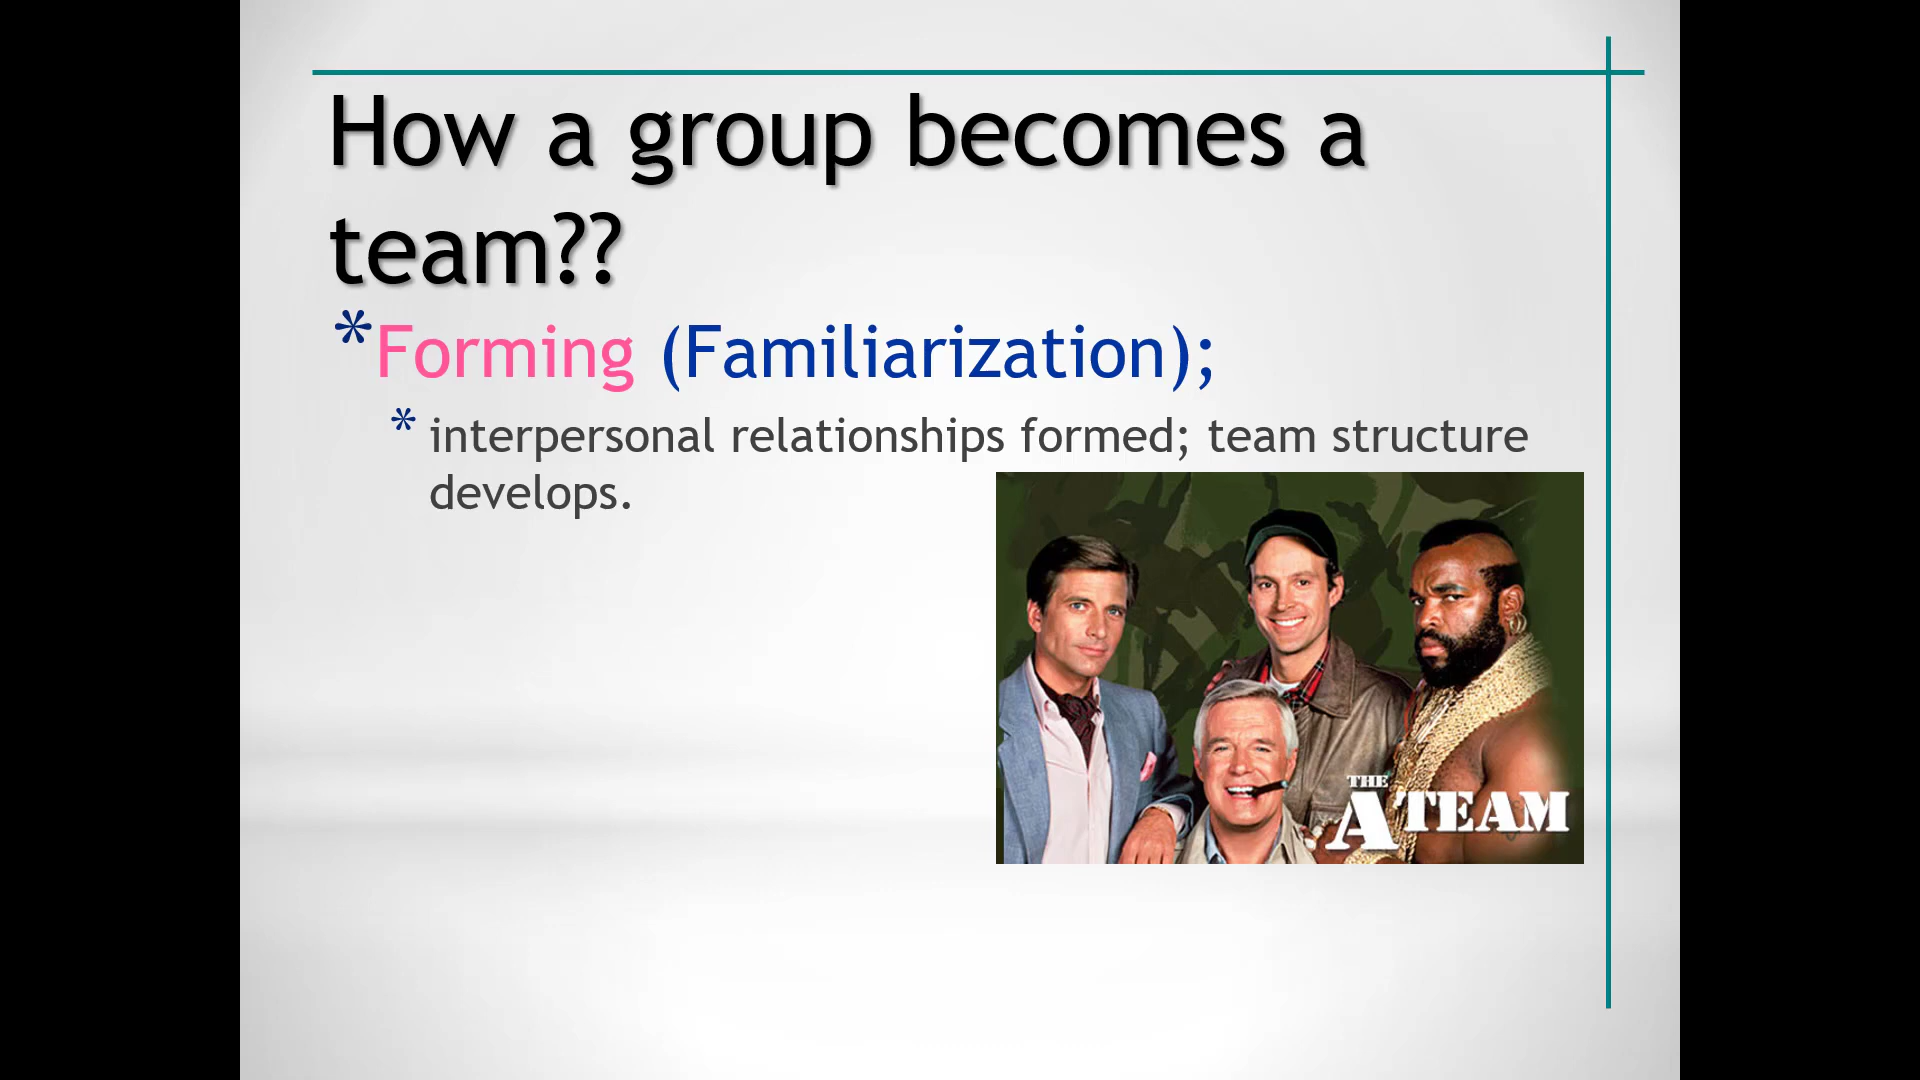 How a group becomes a
team??
*Forming (Familiarization);
* interpersonal relationships formed; team structure
develops.
THE
A TEAM